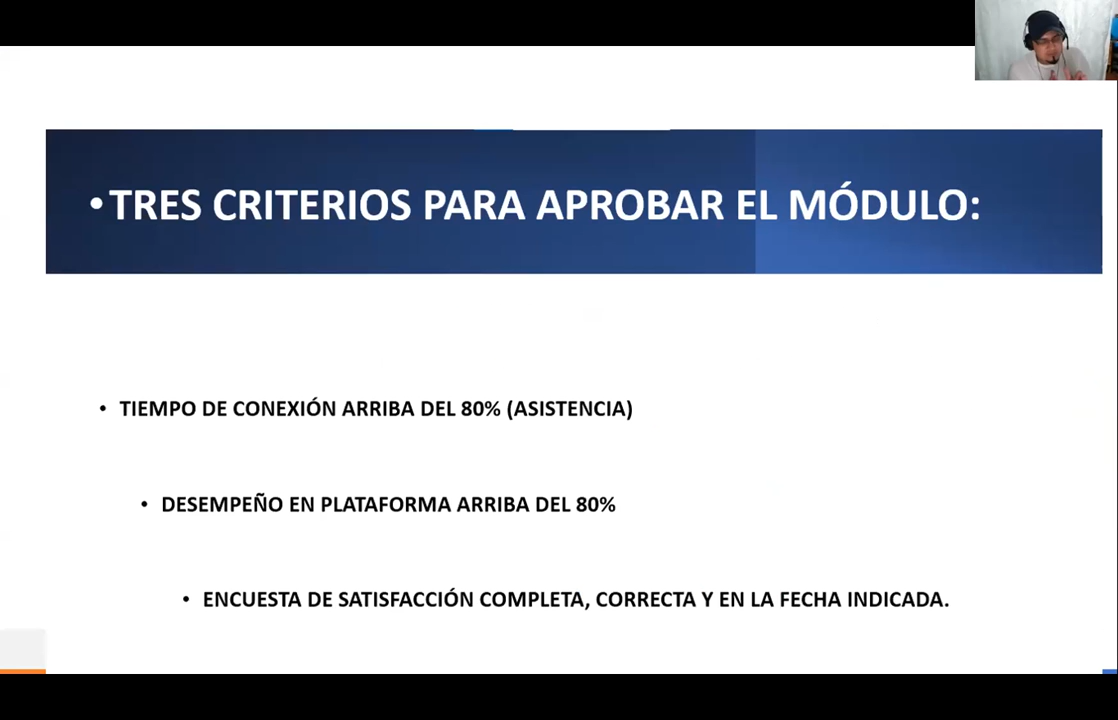 •TRES CRITERIOS PARA APROBAR EL MÓDULO:
• TIEMPO DE CONEXIÓN ARRIBA DEL 80% (ASISTENCIA)
• DESEMPEÑO EN PLATAFORMA ARRIBA DEL 80%
• ENCUESTA DE SATISFACCIÓN COMPLETA, CORRECTA Y EN LA FECHA INDICADA.